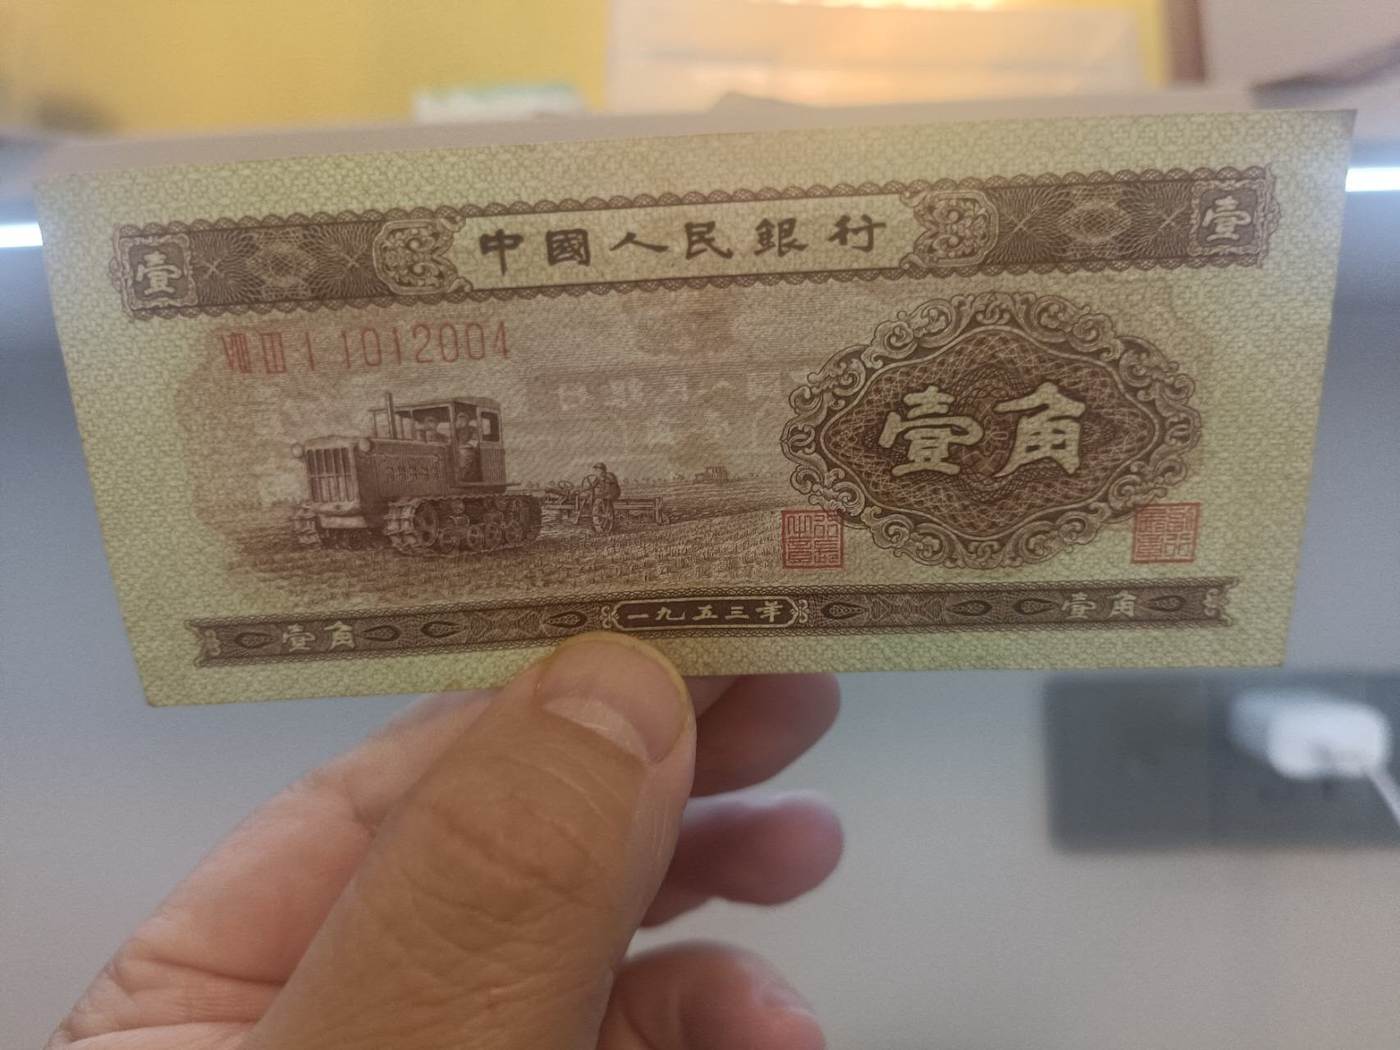 中國人民銀行
壹 壹
1012004
壹角
壹角 一九五三年 壹角